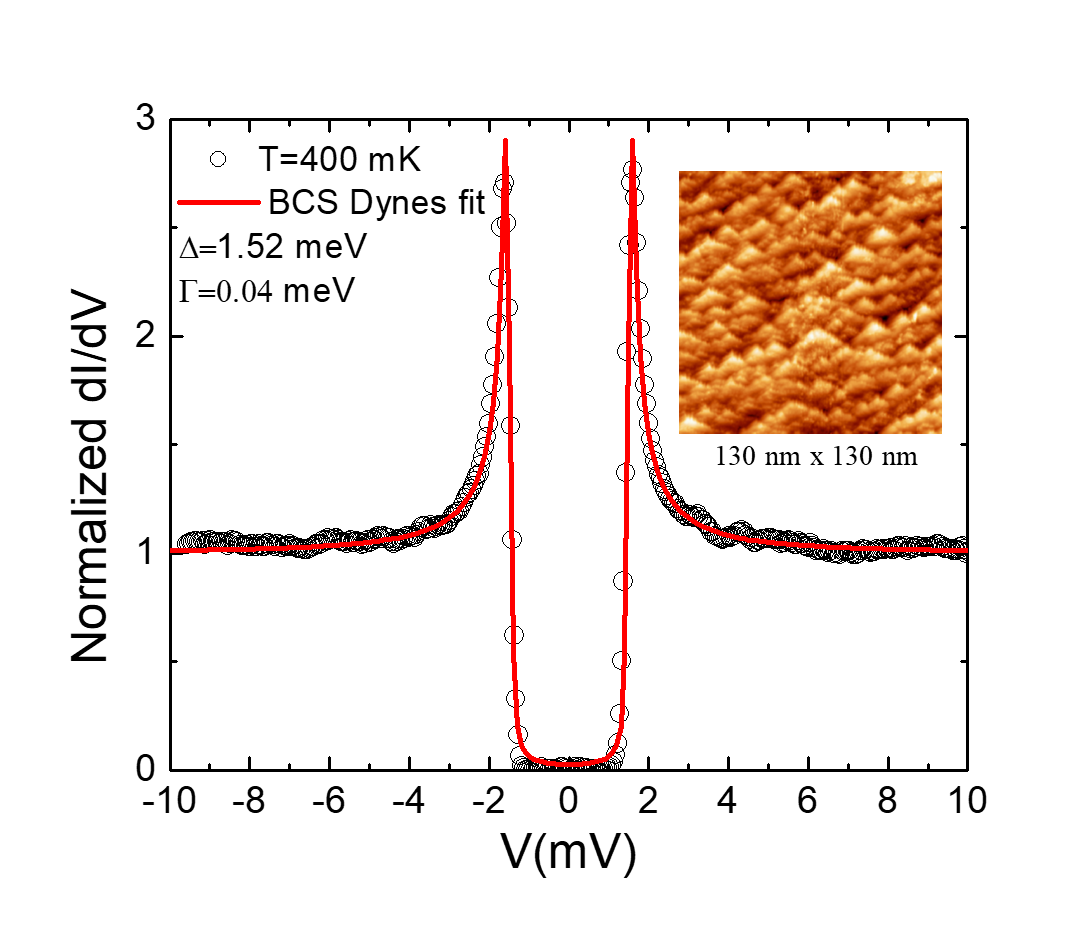 Normalized dI/dV
3
2
1
0
T=400 mK
BCS Dynes fit
Δ=1.52 meV
Γ=0.04 meV
130 nm x 130 nm
-10 -8 -6 -4 -2 0 2 4 6 8 10
V(mV)